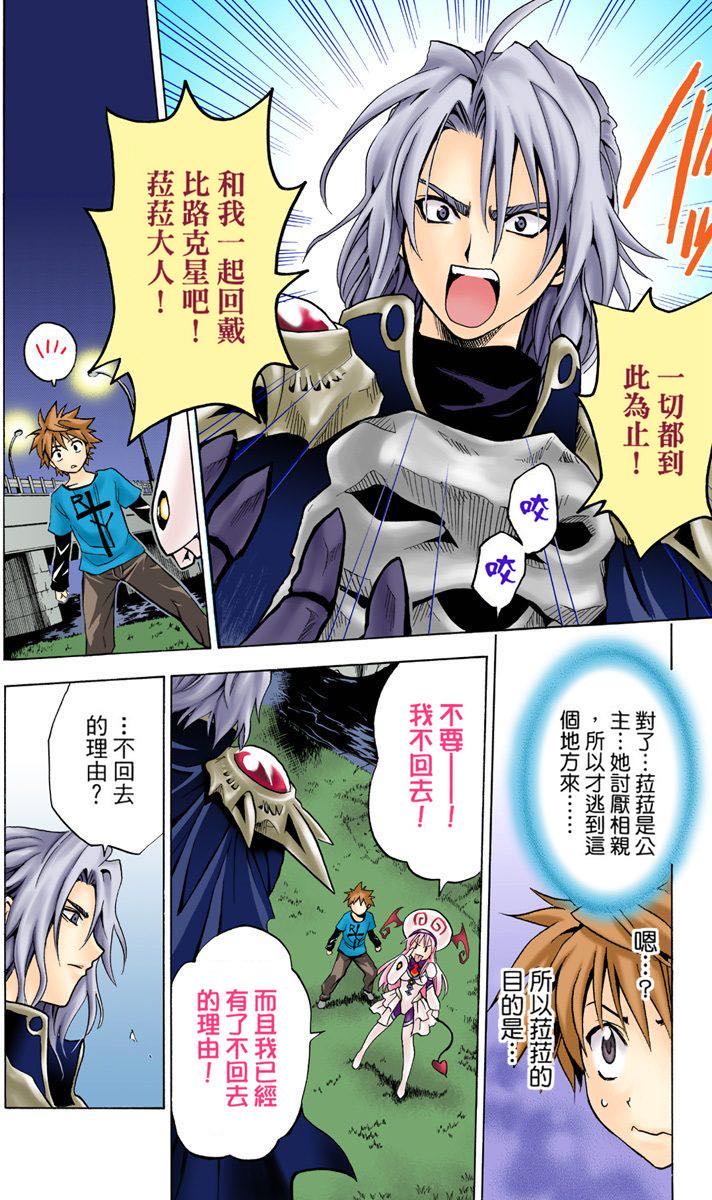 一切都到
此為止！
和我一起回戴
比路克星吧！
菈菈大人！
咬
咬
R
對了…菈菈是公
主…她討厭相親
，所以才逃到這
個地方來……
嗯…？
所以菈菈的
目的是…
不要——！
我不回去！
而且我已經
有了不回去
的理由！
…不回去
的理由？